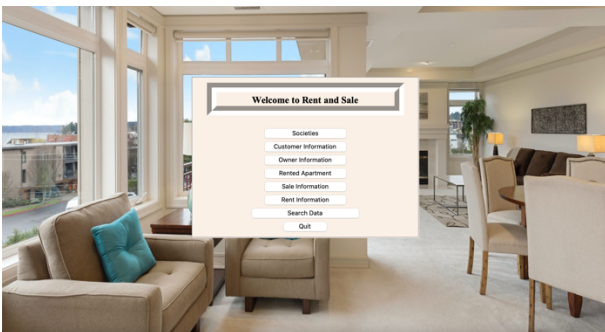 Welcome to Rent and Sale
Societies
Customer Information
Owner Information
Rented Apartment
Sale Information
Rent Information
Search Data
Quit